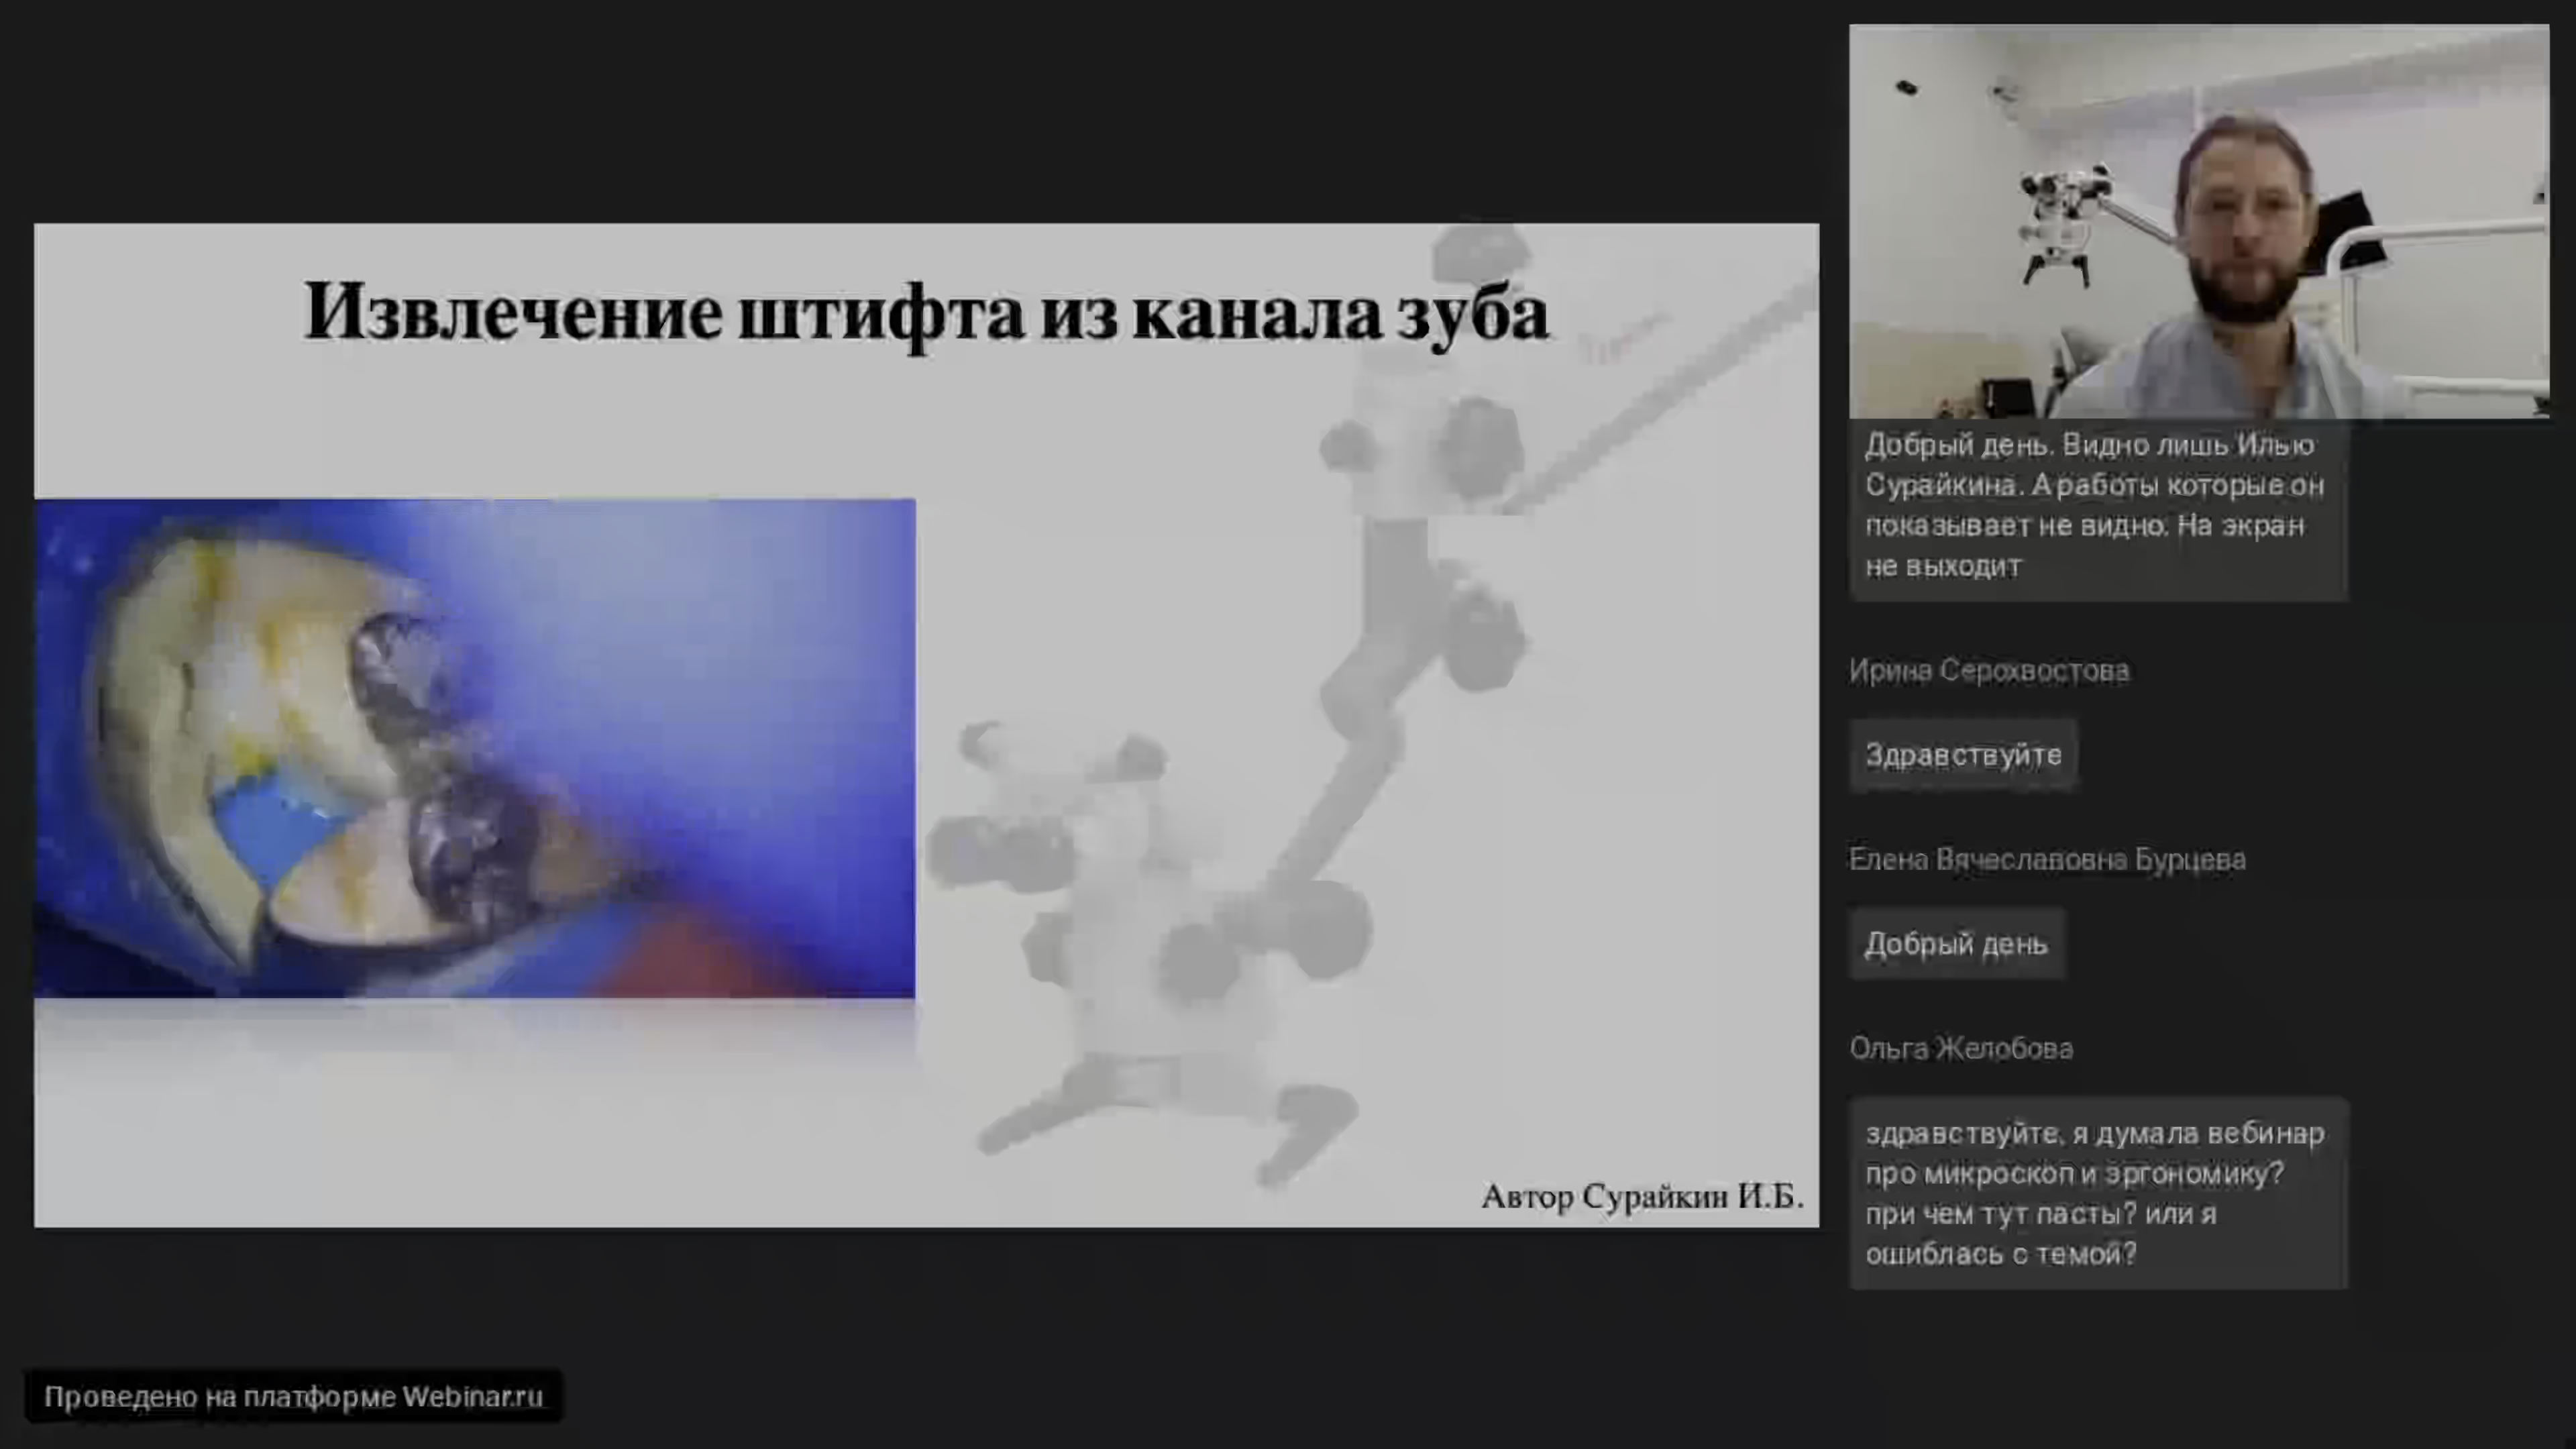 Извлечение штифта из канала зуба
Автор Сурайкин И.Б.
Добрый день. Видно лишь Илью
Сурайкина. А работы которые он
показывает не видно. На экран
не выходит
Ирина Серохвостова
Здравствуйте
Елена Вячеславовна Бурцева
Добрый день
Ольга Желобова
здравствуйте, я думала вебинар
про микроскоп и эргономику?
при чем тут пасты? или я
ошиблась с темой?
Проведено на платформе Webinar.ru